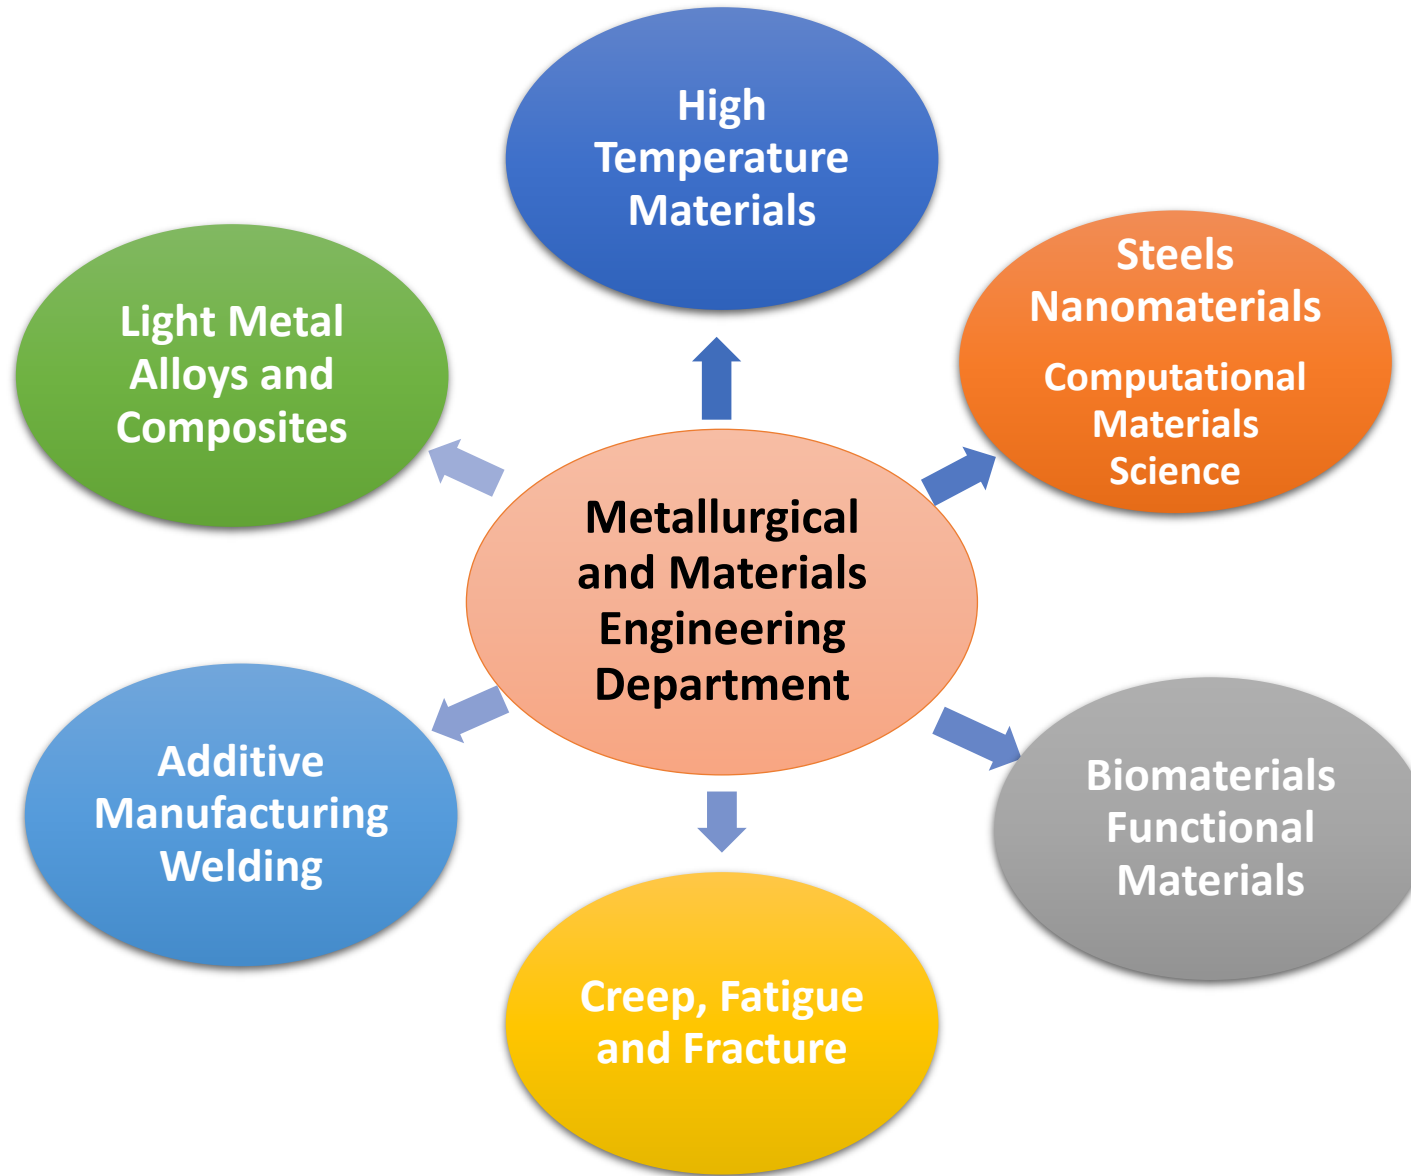 High
Temperature
Materials
Steels
Nanomaterials
Computational
Materials
Science
Light Metal
Alloys and
Composites
Metallurgical
and Materials
Engineering
Department
Additive
Manufacturing
Welding
Biomaterials
Functional
Materials
Creep, Fatigue
and Fracture